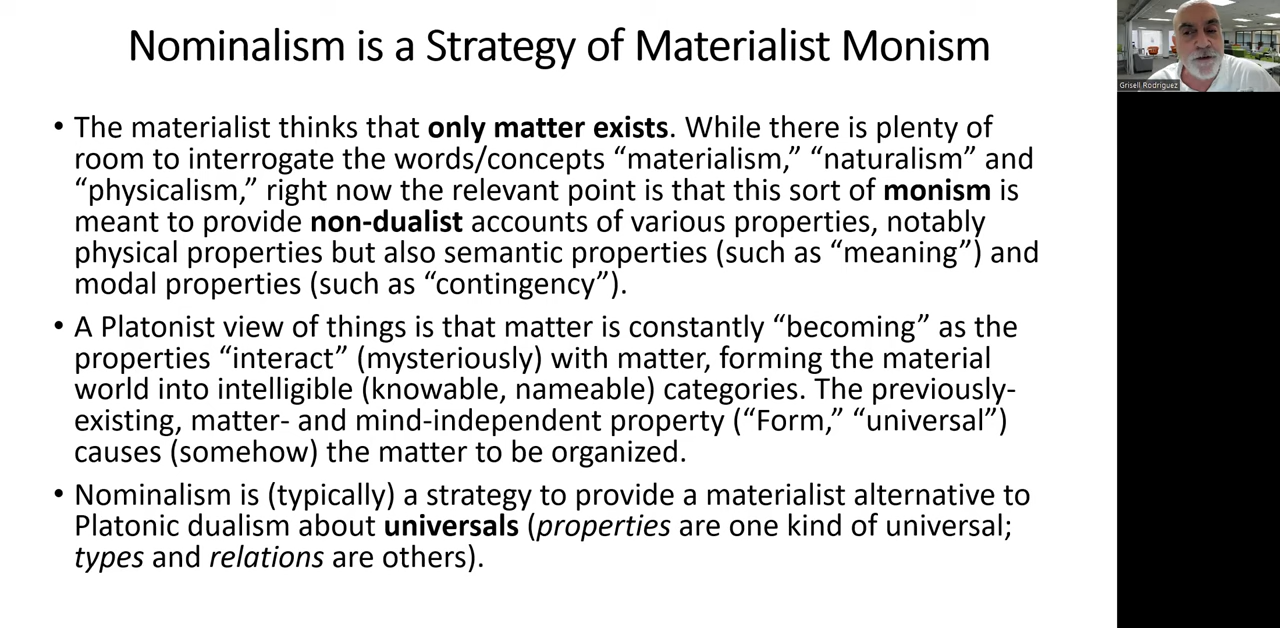 Nominalism is a Strategy of Materialist Monism
• The materialist thinks that only matter exists. While there is plenty of
room to interrogate the words/concepts “materialism,” “naturalism” and
“physicalism,” right now the relevant point is that this sort of monism is
meant to provide non-dualist accounts of various properties, notably
physical properties but also semantic properties (such as “meaning”) and
modal properties (such as “contingency”).
• A Platonist view of things is that matter is constantly “becoming” as the
properties “interact” (mysteriously) with matter, forming the material
world into intelligible (knowable, nameable) categories. The previously-
existing, matter- and mind-independent property (“Form,” “universal”)
causes (somehow) the matter to be organized.
• Nominalism is (typically) a strategy to provide a materialist alternative to
Platonic dualism about universals (properties are one kind of universal;
types and relations are others).
Grisell Rodriguez